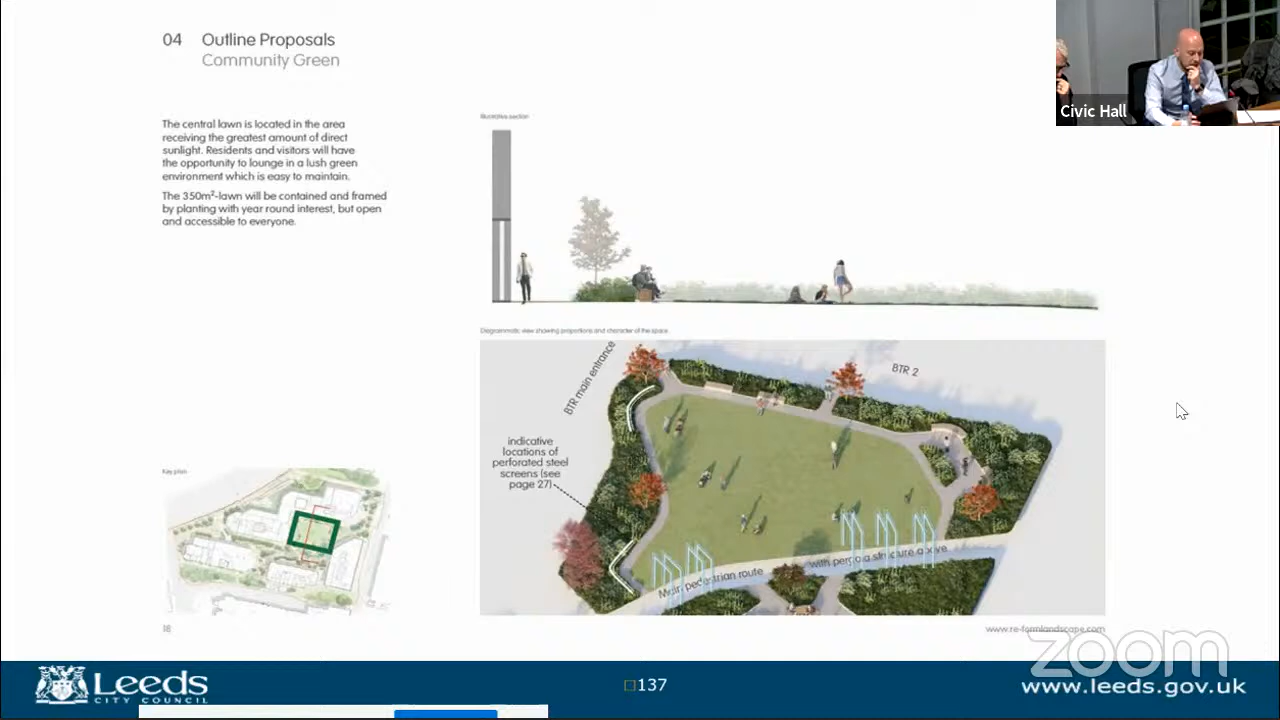 04 Outline Proposals
Community Green
Civic Hall
The central lawn is located in the area
receiving the greatest amount of direct
sunlight. Residents and visitors will have
the opportunity to lounge in a lush green
environment which is easy to maintain.
The 350m²-lawn will be contained and framed
by planting with year round interest, but open
and accessible to everyone.
Illustrative section
Diagrammatic view showing proportions and character of the space
BTR main entrance
BTR 2
indicative
locations of
perforated steel
screens (see
page 27)
Main pedestrian route with pergola structure above
Key plan
18
www.re-formlandscape.com
zoom
Leeds
CITY COUNCIL
137
www.leeds.gov.uk